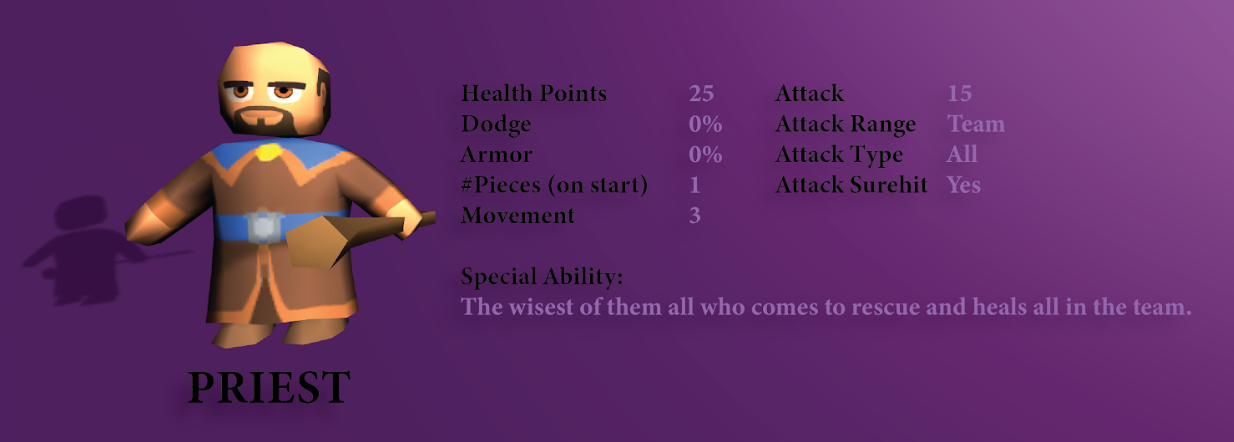 Health Points 25 Attack 15
Dodge 0% Attack Range Team
Armor 0% Attack Type All
#Pieces (on start) 1 Attack Surehit Yes
Movement 3
Special Ability:
The wisest of them all who comes to rescue and heals all in the team.
PRIEST